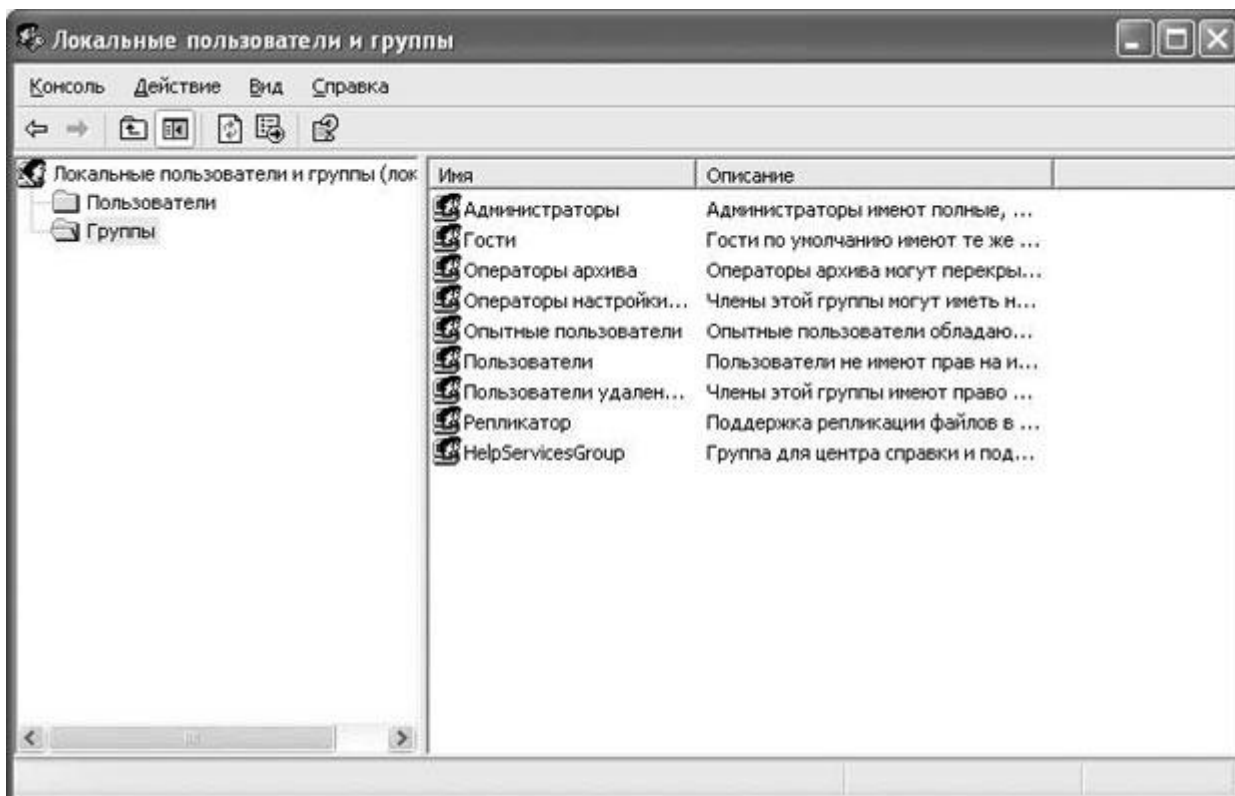 Локальные пользователи и группы
Консоль Действие Вид Справка
Локальные пользователи и группы (лок
Пользователи
Группы
Имя Описание
Администраторы Администраторы имеют полные, ...
Гости Гости по умолчанию имеют те же ...
Операторы архива Операторы архива могут перекры...
Операторы настройки... Члены этой группы могут иметь н...
Опытные пользователи Опытные пользователи обладаю...
Пользователи Пользователи не имеют прав на и...
Пользователи удален... Члены этой группы имеют право ...
Репликатор Поддержка репликации файлов в ...
HelpServicesGroup Группа для центра справки и под...